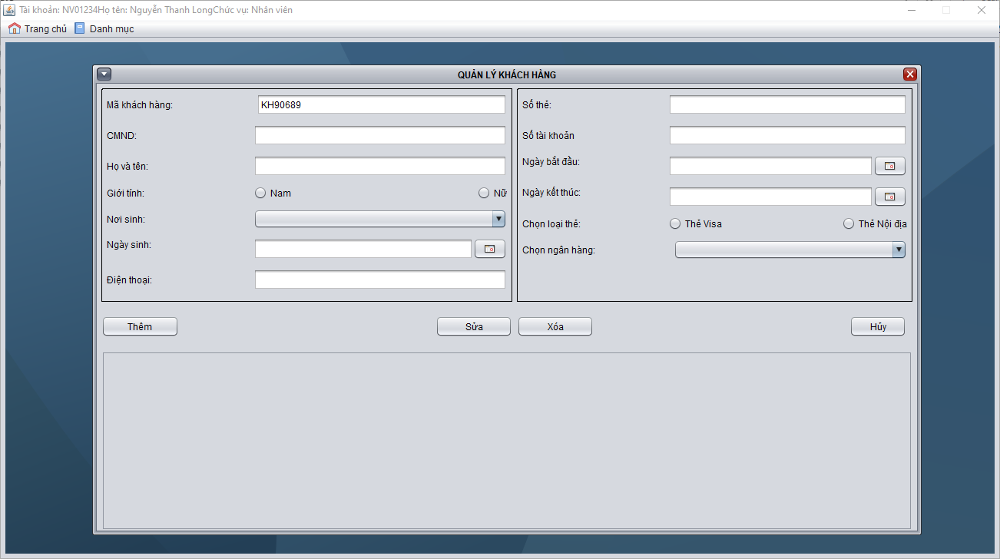 Tài khoản: NV01234Họ tên: Nguyễn Thanh LongChức vụ: Nhân viên
Trang chủ Danh mục
QUẢN LÝ KHÁCH HÀNG
Mã khách hàng: KH90689
CMND:
Họ và tên:
Giới tính: Nam Nữ
Nơi sinh:
Ngày sinh:
Điện thoại:
Số thẻ:
Số tài khoản
Ngày bắt đầu:
Ngày kết thúc:
Chọn loại thẻ: Thẻ Visa Thẻ Nội địa
Chọn ngân hàng:
Thêm Sửa Xóa Hủy